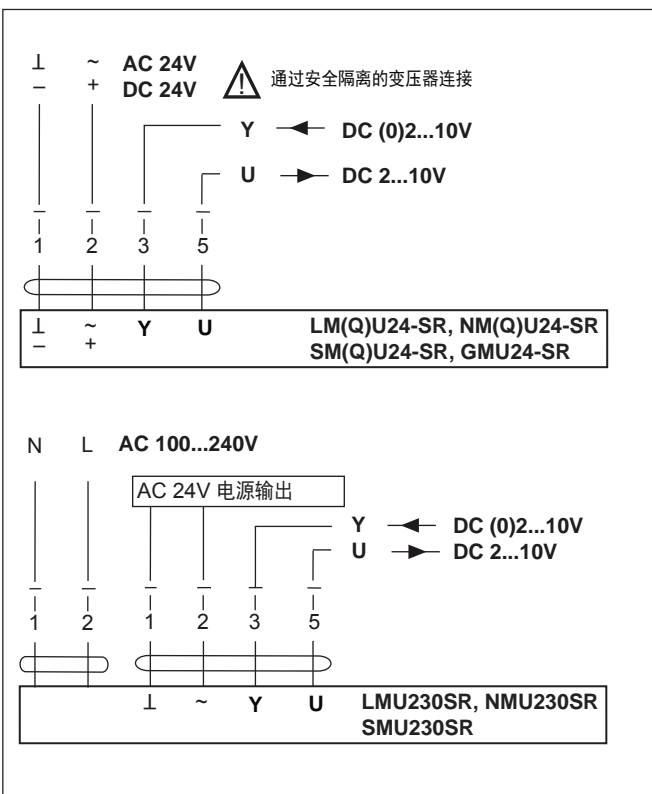 ⊥ ~ AC 24V
– + DC 24V
通过安全隔离的变压器连接
Y DC (0)2...10V
U DC 2...10V
1 2 3 5
⊥ ~ Y U LM(Q)U24-SR, NM(Q)U24-SR
– + SM(Q)U24-SR, GMU24-SR
N L AC 100...240V
AC 24V 电源输出
Y DC (0)2...10V
U DC 2...10V
1 2 1 2 3 5
⊥ ~ Y U LMU230SR, NMU230SR
SMU230SR